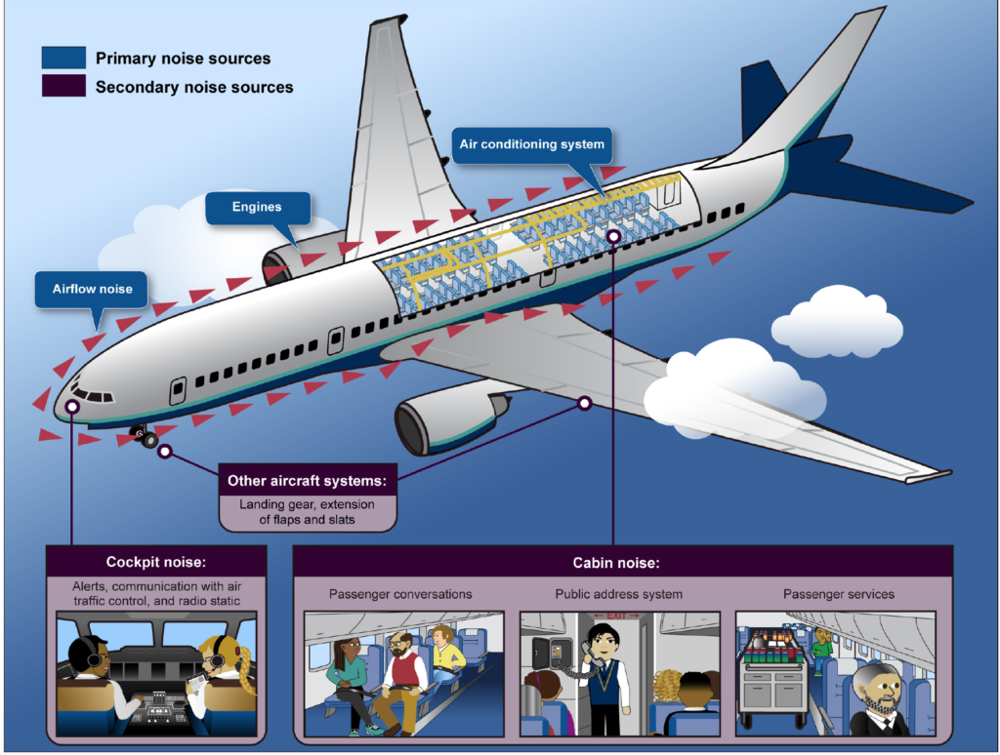 Primary noise sources
Secondary noise sources
Air conditioning system
Engines
Airflow noise
Other aircraft systems:
Landing gear, extension
of flaps and slats
Cockpit noise:
Alerts, communication with air
traffic control, and radio static
Cabin noise:
Passenger conversations
Public address system
Passenger services
← EXIT →